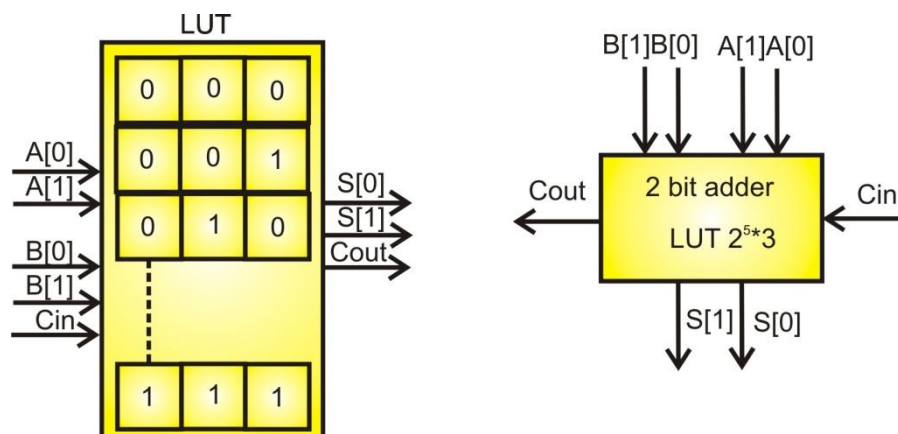 LUT
0 0 0
0 0 1
0 1 0
1 1 1
A[0]
A[1]
B[0]
B[1]
Cin
S[0]
S[1]
Cout
B[1]B[0] A[1]A[0]
2 bit adder
LUT 2⁵*3
Cout
Cin
S[1] S[0]